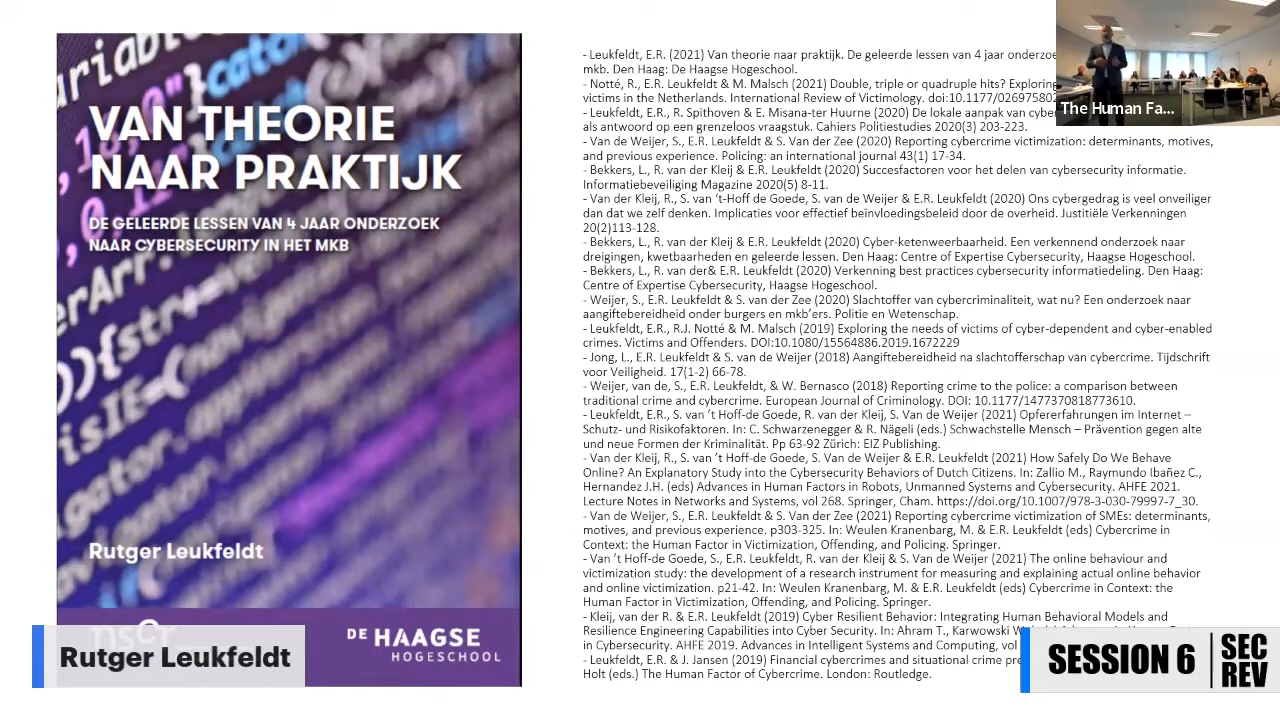 VAN THEORIE
NAAR PRAKTIJK
DE GELEERDE LESSEN VAN 4 JAAR ONDERZOEK
NAAR CYBERSECURITY IN HET MKB
Rutger Leukfeldt
DE HAAGSE
HOGESCHOOL
Rutger Leukfeldt
- Leukfeldt, E.R. (2021) Van theorie naar praktijk. De geleerde lessen van 4 jaar
mkb. Den Haag: De Haagse Hogeschool.
- Notté, R., E.R. Leukfeldt & M. Malsch (2021) Double, triple or quadruple hits? Exploring
victims in the Netherlands. International Review of Victimology.
- Leukfeldt, E.R., R. Spithoven & E. Misana-ter Huurne (2020) De lokale aanpak van
als antwoord op een grenzeloos vraagstuk. Cahiers Politiestudies 2020(3) 203-223.
- Van de Weijer, S., E.R. Leukfeldt & S. Van der Zee (2020) Reporting cybercrime victimization: determinants, motives,
and previous experience. Policing: an international journal 43(1) 17-34.
- Bekkers, L., R. van der Kleij & E.R. Leukfeldt (2020) Succesfactoren voor het delen van cybersecurity informatie.
Informatiebeveiliging Magazine 2020(5) 8-11.
- Van der Kleij, R., S. van ‘t-Hoff de Goede, S. van de Weijer & E.R. Leukfeldt (2020) Ons cybergedrag is veel onveiliger
dan dat we zelf denken. Implicaties voor effectief beïnvloedingsbeleid door de overheid. Justitiële Verkenningen
20(2)113-128.
- Bekkers, L., R. van der Kleij & E.R. Leukfeldt (2020) Cyber-ketenweerbaarheid. Een verkennend onderzoek naar
dreigingen, kwetbaarheden en geleerde lessen. Den Haag: Centre of Expertise Cybersecurity, Haagse Hogeschool.
- Bekkers, L., R. van der& E.R. Leukfeldt (2020) Verkenning best practices cybersecurity informatiedeling. Den Haag:
Centre of Expertise Cybersecurity, Haagse Hogeschool.
- Weijer, S., E.R. Leukfeldt & S. van der Zee (2020) Slachtoffer van cybercriminaliteit, wat nu? Een onderzoek naar
aangiftebereidheid onder burgers en mkb’ers. Politie en Wetenschap.
- Leukfeldt, E.R., R.J. Notté & M. Malsch (2019) Exploring the needs of victims of cyber-dependent and cyber-enabled
crimes. Victims and Offenders. DOI:10.1080/15564886.2019.1672229
- Jong, L., E.R. Leukfeldt & S. van de Weijer (2018) Aangiftebereidheid na slachtofferschap van cybercrime. Tijdschrift
voor Veiligheid. 17(1-2) 66-78.
- Weijer, van de, S., E.R. Leukfeldt, & W. Bernasco (2018) Reporting crime to the police: a comparison between
traditional crime and cybercrime. European Journal of Criminology. DOI: 10.1177/1477370818773610.
- Leukfeldt, E.R., S. van ’t Hoff-de Goede, R. van der Kleij, S. Van de Weijer (2021) Opfererfahrungen im Internet –
Schutz- und Risikofaktoren. In: C. Schwarzenegger & R. Nägeli (eds.) Schwachstelle Mensch – Prävention gegen alte
und neue Formen der Kriminalität. Pp 63-92 Zürich: EIZ Publishing.
- Van der Kleij, R., S. van ’t Hoff-de Goede, S. Van de Weijer & E.R. Leukfeldt (2021) How Safely Do We Behave
Online? An Explanatory Study into the Cybersecurity Behaviors of Dutch Citizens. In: Zallio M., Raymundo Ibañez C.,
Hernandez J.H. (eds) Advances in Human Factors in Robots, Unmanned Systems and Cybersecurity. AHFE 2021.
Lecture Notes in Networks and Systems, vol 268. Springer, Cham. https://doi.org/10.1007/978-3-030-79997-7_30.
- Van de Weijer, S., E.R. Leukfeldt & S. Van der Zee (2021) Reporting cybercrime victimization of SMEs: determinants,
motives, and previous experience. p303-325. In: Weulen Kranenbarg, M. & E.R. Leukfeldt (eds) Cybercrime in
Context: the Human Factor in Victimization, Offending, and Policing. Springer.
- Van ’t Hoff-de Goede, S., E.R. Leukfeldt, R. van der Kleij & S. Van de Weijer (2021) The online behaviour and
victimization study: the development of a research instrument for measuring and explaining actual online behavior
and online victimization. p21-42. In: Weulen Kranenbarg, M. & E.R. Leukfeldt (eds) Cybercrime in Context: the
Human Factor in Victimization, Offending, and Policing. Springer.
- Kleij, van der R. & E.R. Leukfeldt (2019) Cyber Resilient Behavior: Integrating Human Behavioral Models and
Resilience Engineering Capabilities into Cyber Security. In: Ahram T., Karwowski
in Cybersecurity. AHFE 2019. Advances in Intelligent Systems and Computing, vol
- Leukfeldt, E.R. & J. Jansen (2019) Financial cybercrimes and situational crime
Holt (eds.) The Human Factor of Cybercrime. London: Routledge.
The Human Fa...
SESSION 6
SEC
REV